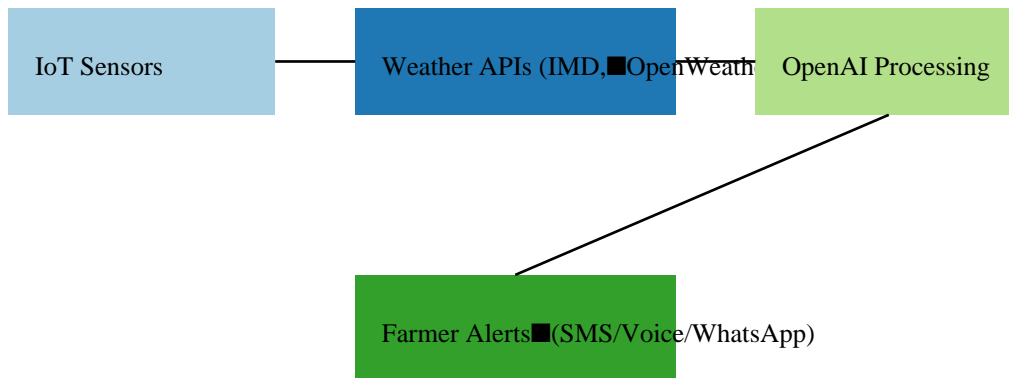 IoT Sensors
Weather APIs (IMD,■OpenWeath
OpenAI Processing
Farmer Alerts■(SMS/Voice/WhatsApp)